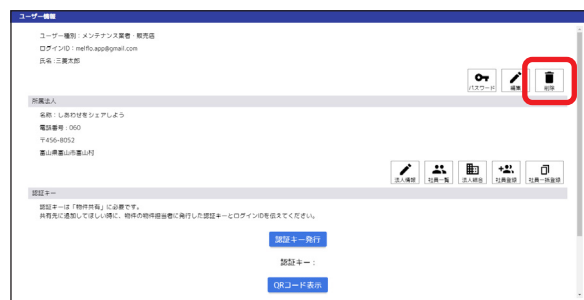 ユーザー情報
ユーザー種別：メンテナンス業者・販売店
ログインID：melflo.app@gmail.com
氏名：三菱太郎
パスワード
編集
削除
所属法人
名称：しあわせをシェアしよう
電話番号：060
〒456-8052
富山県富山市富山村
法人情報
社員一覧
法人統合
社員登録
社員一括登録
認証キー
認証キーは「物件共有」に必要です。
共有先に追加してほしい時に、物件の物件担当者に発行した認証キーとログインIDを伝えてください。
認証キー発行
認証キー：
QRコード表示